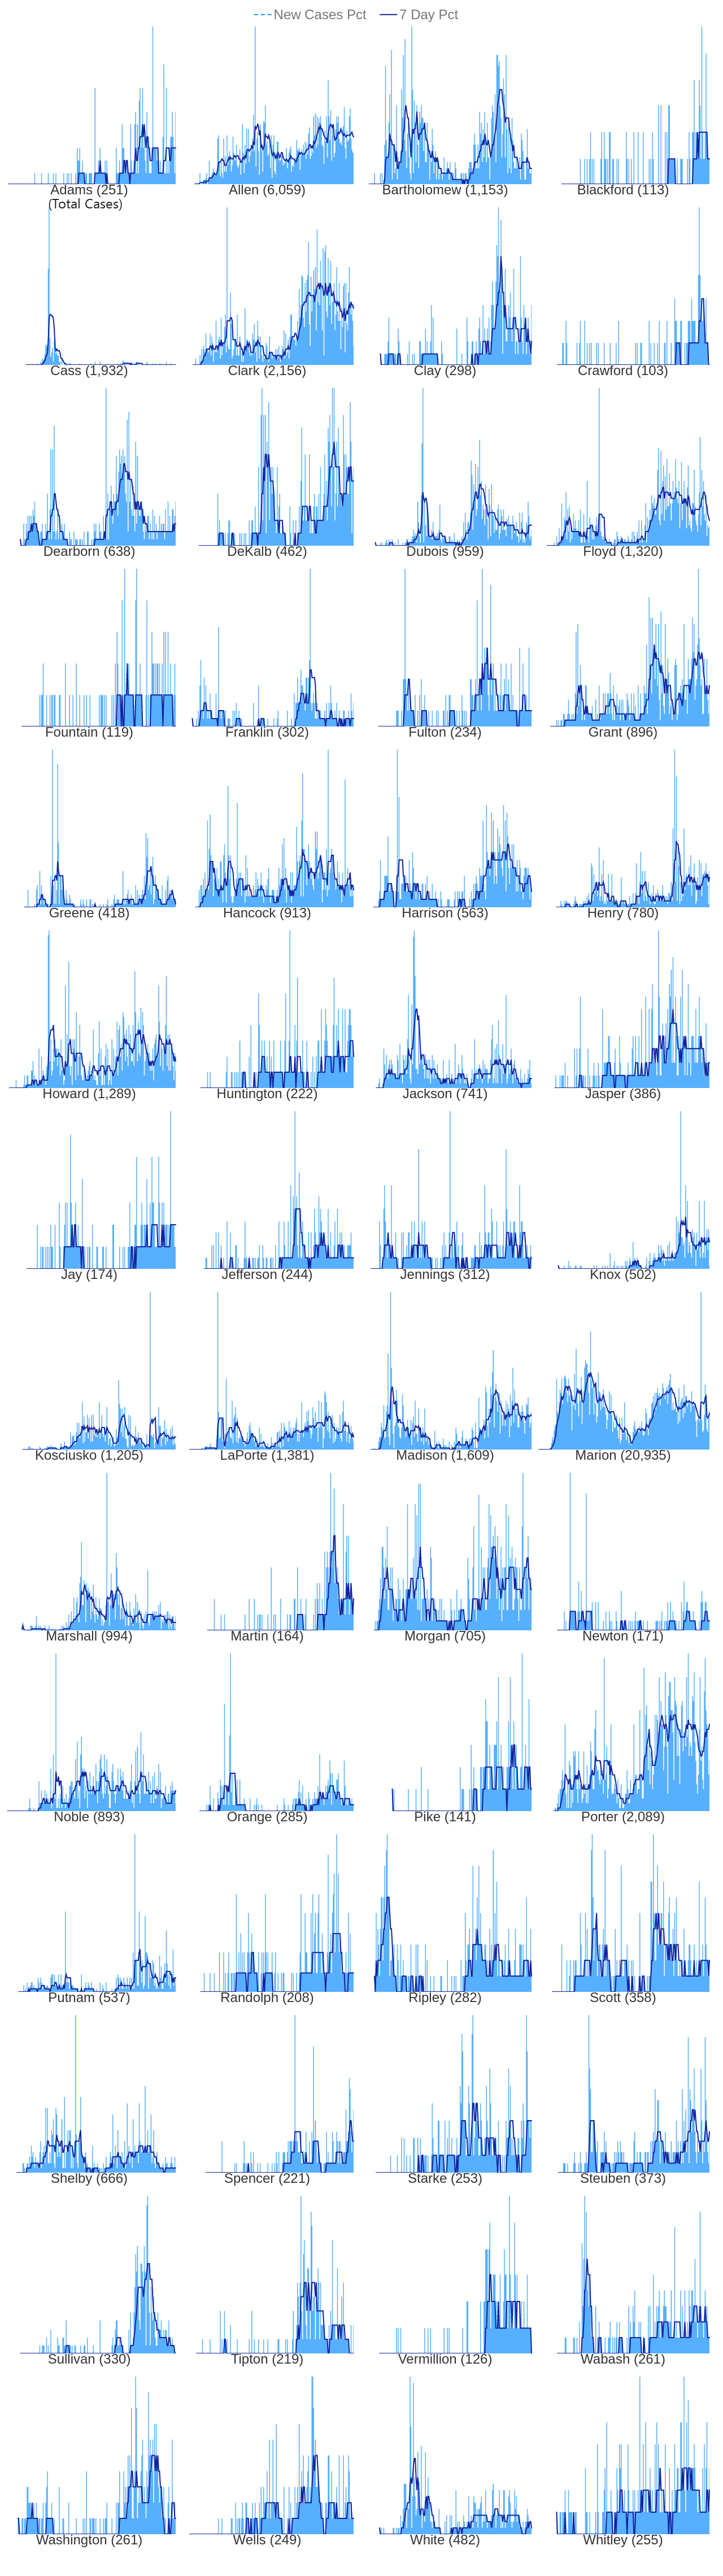 New Cases Pct 7 Day Pct
Adams (251) Allen (6,059) Bartholomew (1,153) Blackford (113)
(Total Cases)
Cass (1,932) Clark (2,156) Clay (298) Crawford (103)
Dearborn (638) DeKalb (462) Dubois (959) Floyd (1,320)
Fountain (119) Franklin (302) Fulton (234) Grant (896)
Greene (418) Hancock (913) Harrison (563) Henry (780)
Howard (1,289) Huntington (222) Jackson (741) Jasper (386)
Jay (174) Jefferson (244) Jennings (312) Knox (502)
Kosciusko (1,205) LaPorte (1,381) Madison (1,609) Marion (20,935)
Marshall (994) Martin (164) Morgan (705) Newton (171)
Noble (893) Orange (285) Pike (141) Porter (2,089)
Putnam (537) Randolph (208) Ripley (282) Scott (358)
Shelby (666) Spencer (221) Starke (253) Steuben (373)
Sullivan (330) Tipton (219) Vermillion (126) Wabash (261)
Washington (261) Wells (249) White (482) Whitley (255)